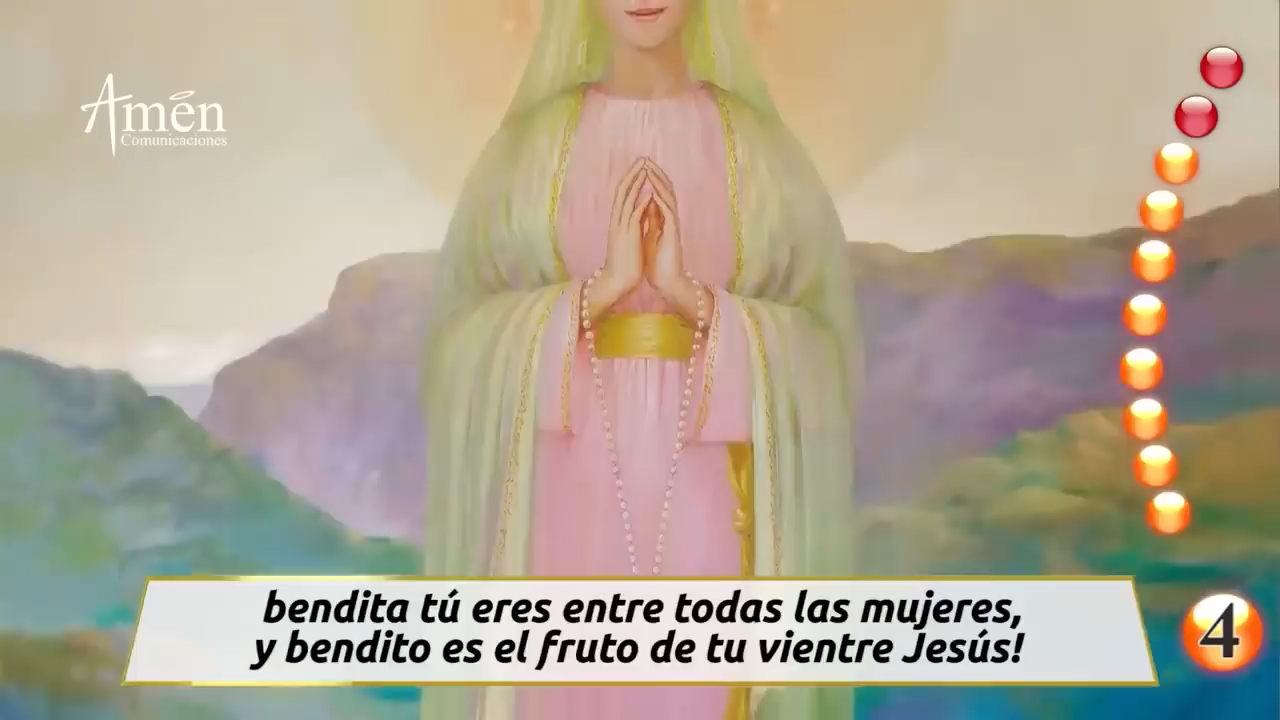 Amén
Comunicaciones
bendita tú eres entre todas las mujeres,
y bendito es el fruto de tu vientre Jesús!
4